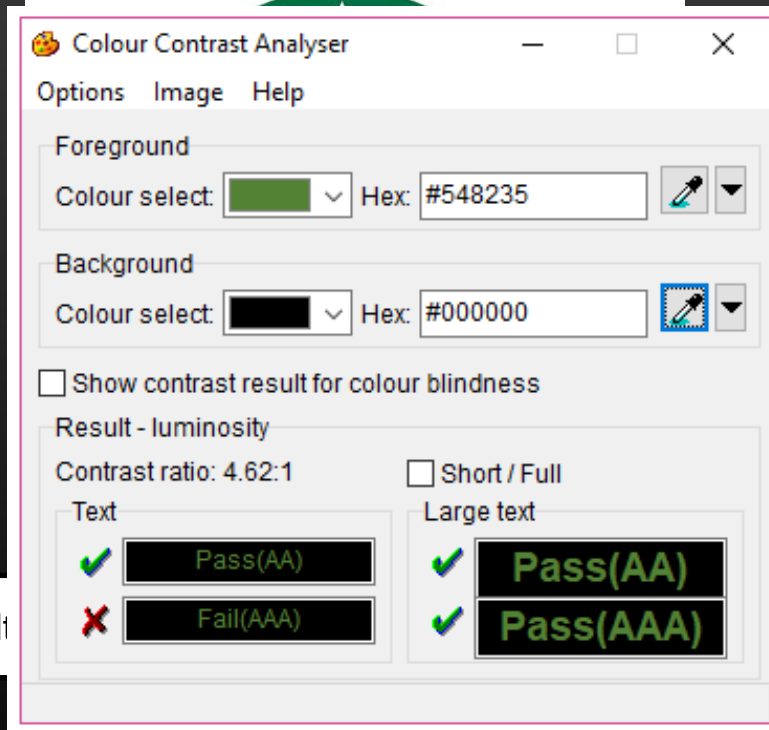 Colour Contrast Analyser
Options Image Help
Foreground
Colour select: Hex: #548235
Background
Colour select: Hex: #000000
Show contrast result for colour blindness
Result - luminosity
Contrast ratio: 4.62:1 Short / Full
Text Large text
Pass(AA) Pass(AA)
Fail(AAA) Pass(AAA)